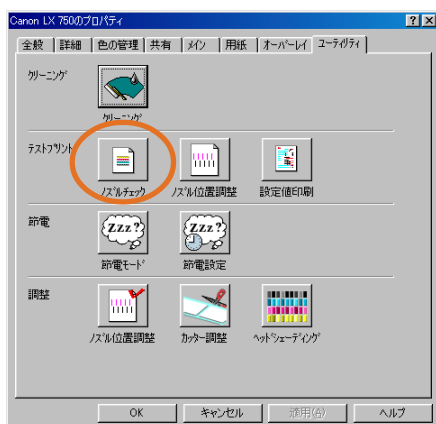 Canon LX 750のプロパティ
全般 詳細 色の管理 共有 メイン 用紙 オーバーレイ ユーティリティ
クリーニング
クリーニング
テストプリント
ノズルチェック ノズル位置調整 設定値印刷
節電
Zzz? Zzz?
節電モード 節電設定
調整
ノズル位置調整 カッター調整 ヘッドシェーディング
OK キャンセル 適用(A) ヘルプ